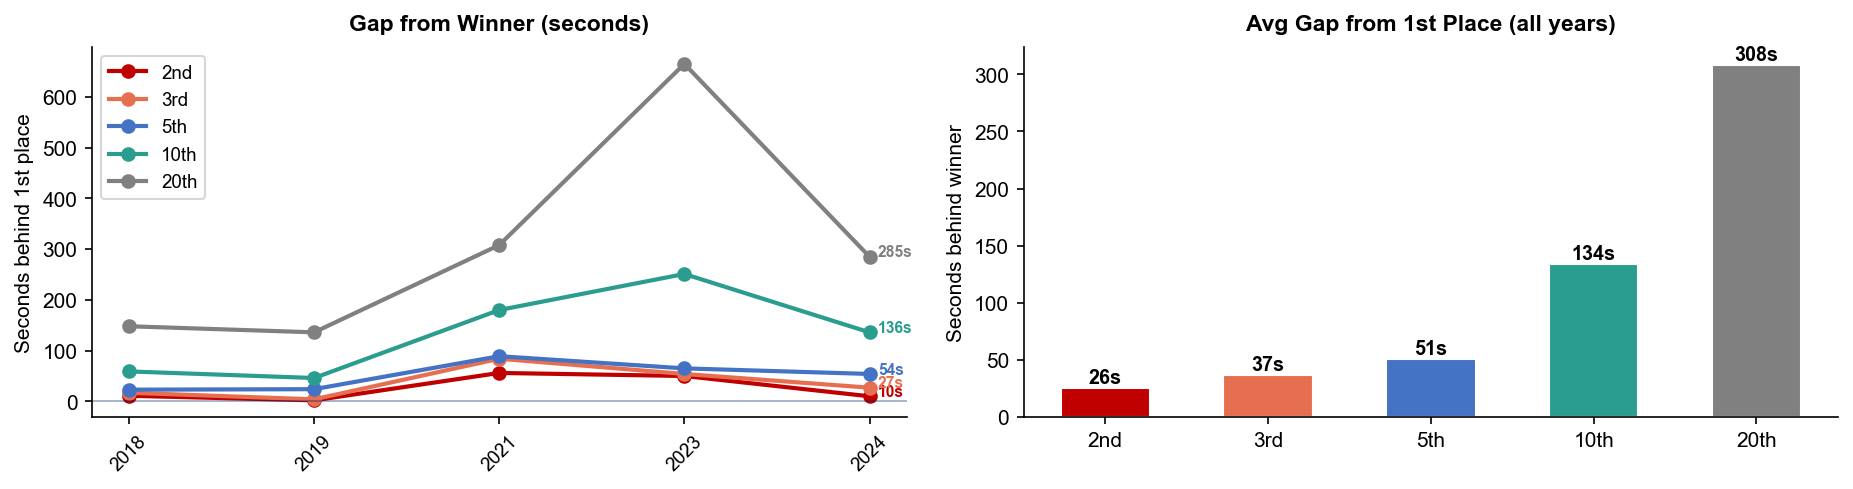 Gap from Winner (seconds)
Seconds behind 1st place
600
500
400
300
200
100
0
2nd
3rd
5th
10th
20th
285s
136s
54s
27s
10s
2018
2019
2021
2023
2024
Avg Gap from 1st Place (all years)
Seconds behind winner
300
250
200
150
100
50
0
26s
37s
51s
134s
308s
2nd
3rd
5th
10th
20th